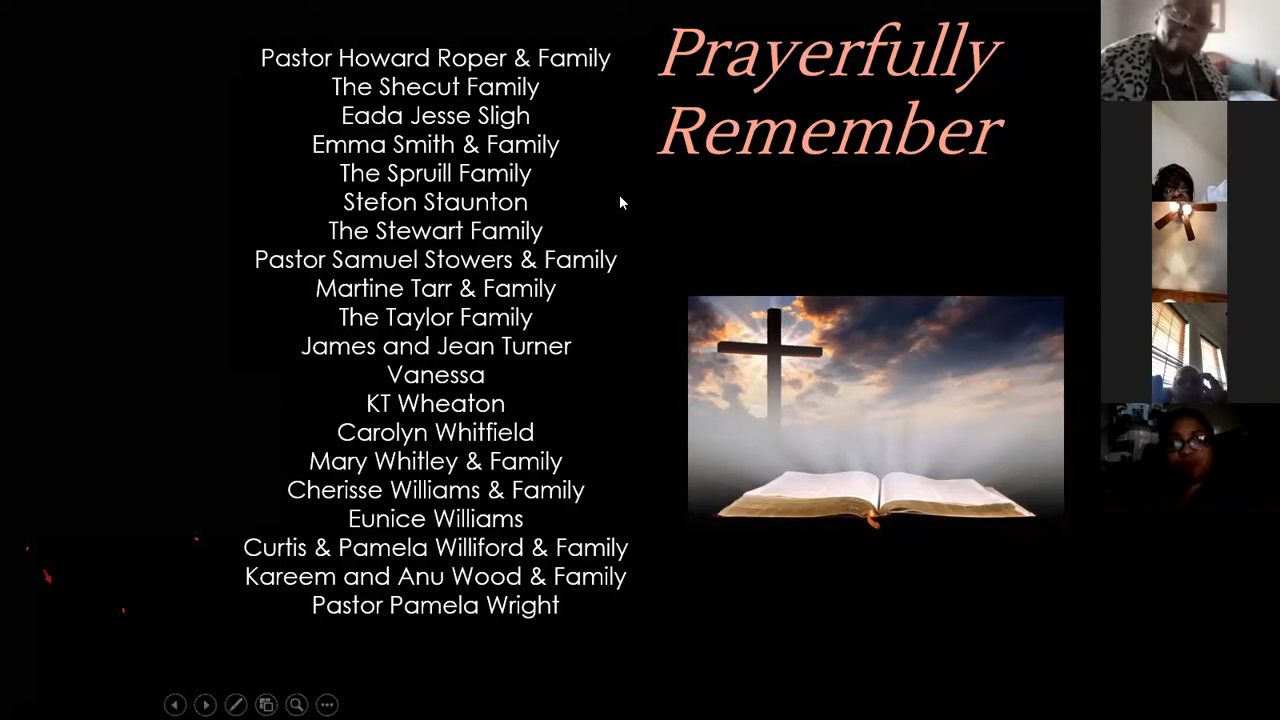 Prayerfully
Remember
Pastor Howard Roper & Family
The Shecut Family
Eada Jesse Sligh
Emma Smith & Family
The Spruill Family
Stefon Staunton
The Stewart Family
Pastor Samuel Stowers & Family
Martine Tarr & Family
The Taylor Family
James and Jean Turner
Vanessa
KT Wheaton
Carolyn Whitfield
Mary Whitley & Family
Cherisse Williams & Family
Eunice Williams
Curtis & Pamela Williford & Family
Kareem and Anu Wood & Family
Pastor Pamela Wright